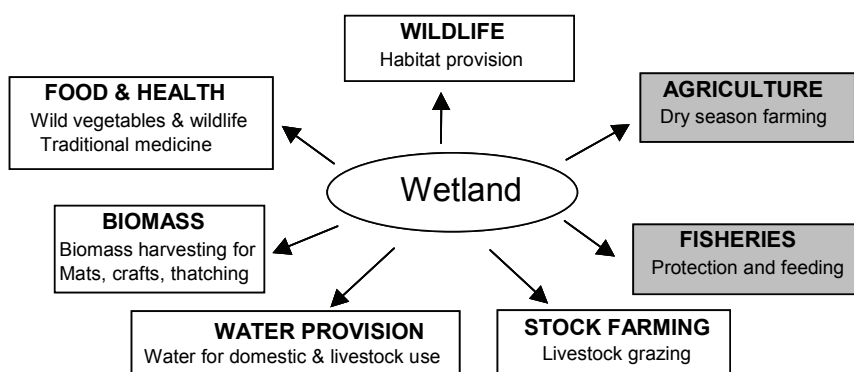 WILDLIFE
Habitat provision
FOOD & HEALTH
Wild vegetables & wildlife
Traditional medicine
AGRICULTURE
Dry season farming
Wetland
BIOMASS
Biomass harvesting for
Mats, crafts, thatching
FISHERIES
Protection and feeding
WATER PROVISION
Water for domestic & livestock use
STOCK FARMING
Livestock grazing